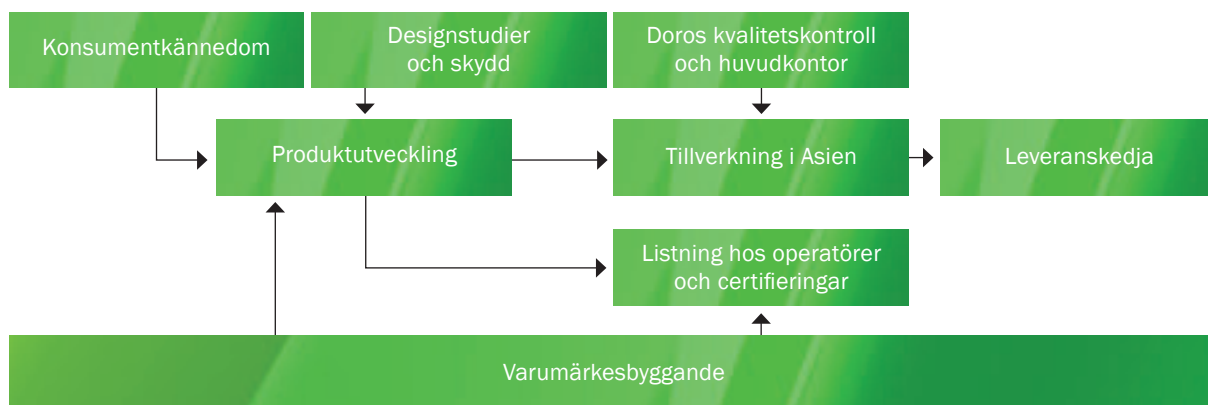 Konsumentkännedom
Designstudier
och skydd
Doros kvalitetskontroll
och huvudkontor
Produktutveckling
Tillverkning i Asien
Leveranskedja
Listning hos operatörer
och certifieringar
Varumärkesbyggande